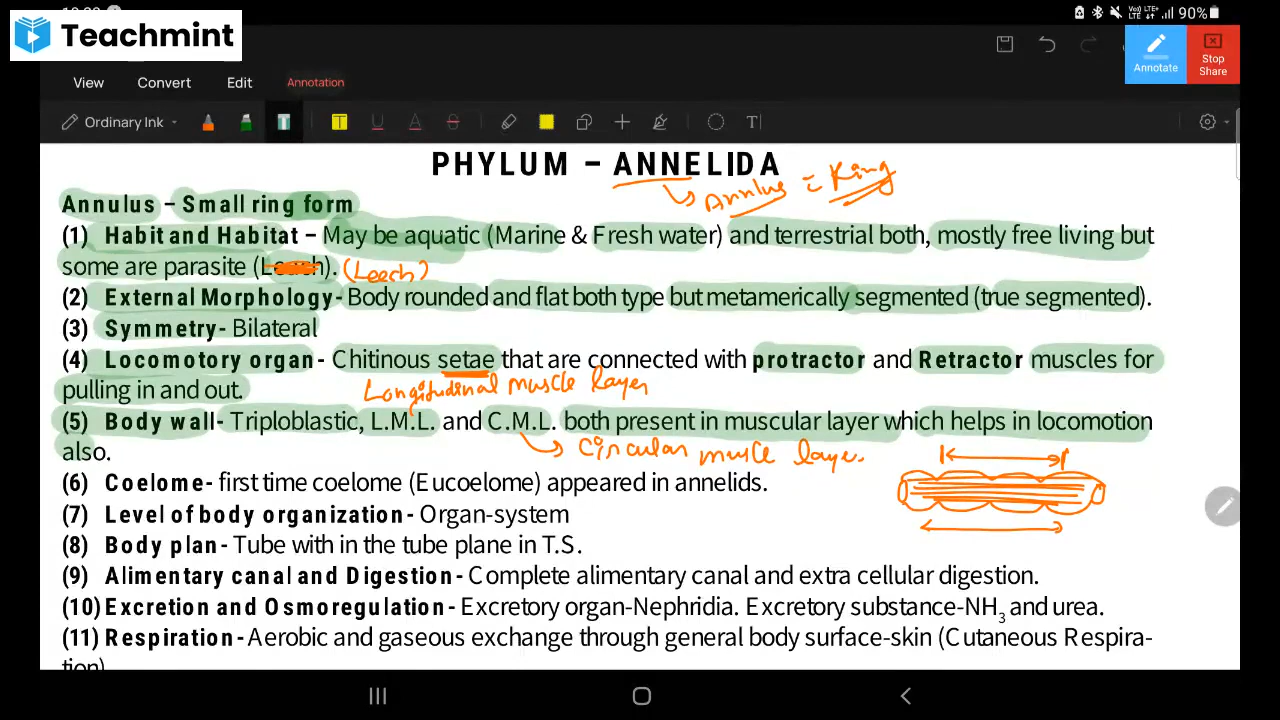 Teachmint
90%
Annotate
Stop
Share
View Convert Edit Annotation
Ordinary Ink
PHYLUM – ANNELIDA
Annulus = Ring
Annulus – Small ring form
(1) Habit and Habitat – May be aquatic (Marine & Fresh water) and terrestrial both, mostly free living but
some are parasite (Leach). (Leech)
(2) External Morphology- Body rounded and flat both type but metamerically segmented (true segmented).
(3) Symmetry- Bilateral
(4) Locomotory organ- Chitinous setae that are connected with protractor and Retractor muscles for
pulling in and out.
Longitudinal muscle layer
(5) Body wall- Triploblastic, L.M.L. and C.M.L. both present in muscular layer which helps in locomotion
also.
Circular muscle layer.
(6) Coelome- first time coelome (Eucoelome) appeared in annelids.
(7) Level of body organization- Organ-system
(8) Body plan- Tube with in the tube plane in T.S.
(9) Alimentary canal and Digestion- Complete alimentary canal and extra cellular digestion.
(10) Excretion and Osmoregulation- Excretory organ-Nephridia. Excretory substance-NH₃ and urea.
(11) Respiration- Aerobic and gaseous exchange through general body surface-skin (Cutaneous Respira-
tion)